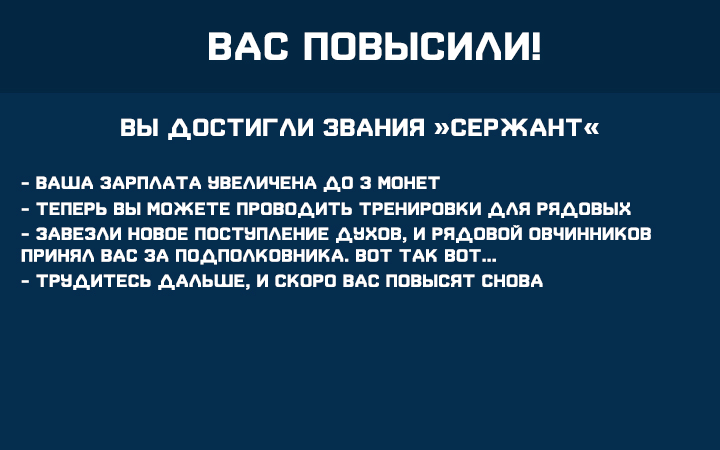 ВАС ПОВЫСИЛИ!
ВЫ ДОСТИГЛИ ЗВАНИЯ »СЕРЖАНТ«
- ВАША ЗАРПЛАТА УВЕЛИЧЕНА ДО 3 МОНЕТ
- ТЕПЕРЬ ВЫ МОЖЕТЕ ПРОВОДИТЬ ТРЕНИРОВКИ ДЛЯ РЯДОВЫХ
- ЗАВЕЗЛИ НОВОЕ ПОСТУПЛЕНИЕ ДУХОВ, И РЯДОВОЙ ОВЧИННИКОВ
ПРИНЯЛ ВАС ЗА ПОДПОЛКОВНИКА. ВОТ ТАК ВОТ...
- ТРУДИТЕСЬ ДАЛЬШЕ, И СКОРО ВАС ПОВЫСЯТ СНОВА